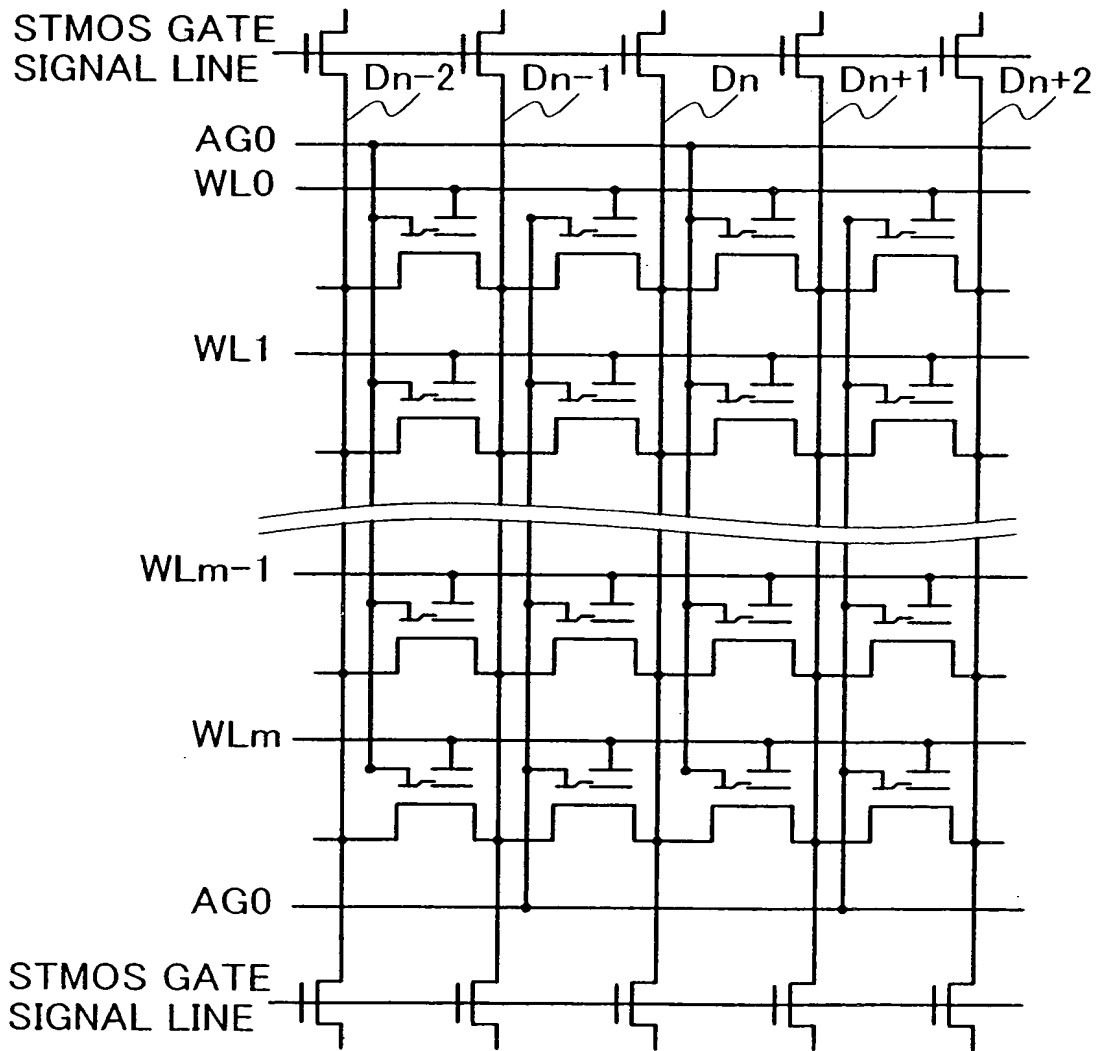 STMOS GATE
SIGNAL LINE
Dn-2 Dn-1 Dn Dn+1 Dn+2
AG0
WL0
WL1
WLm-1
WLm
AG0
STMOS GATE
SIGNAL LINE